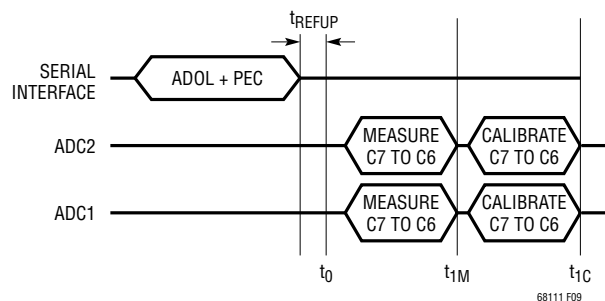 tREFUP
SERIAL
INTERFACE
ADOL + PEC
ADC2
MEASURE
C7 TO C6
CALIBRATE
C7 TO C6
ADC1
MEASURE
C7 TO C6
CALIBRATE
C7 TO C6
t0
t1M
t1C
68111 F09